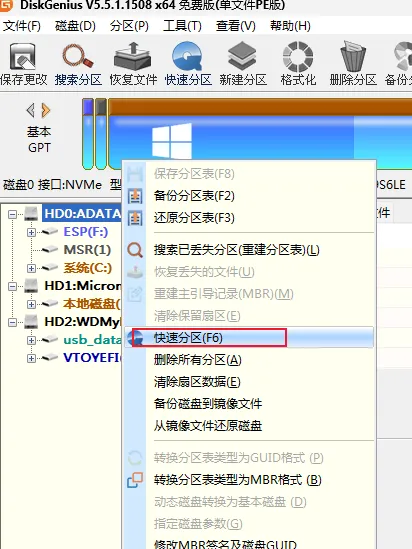 DiskGenius V5.5.1.1508 x64 免费版(单文件PE版)
文件(F) 磁盘(D) 分区(P) 工具(T) 查看(V) 帮助(H)
保存更改 搜索分区 恢复文件 快速分区 新建分区 格式化 删除分区 备份分
基本
GPT
磁盘0 接口:NVMe 型 DS6LE
HD0:ADATA 件
ESP(F:)
MSR(1)
系统(C:)
HD1:Microm
本地磁盘(
HD2:WDMyI
usb_data
VTOYEFI(
保存分区表(F8)
备份分区表(F2)
还原分区表(F3)
搜索已丢失分区(重建分区表)(L)
恢复丢失的文件(U)
重建主引导记录(MBR)(M)
清除保留扇区(E)
快速分区(F6)
删除所有分区(A)
清除扇区数据(E)
备份磁盘到镜像文件
从镜像文件还原磁盘
转换分区表类型为GUID格式 (P)
转换分区表类型为MBR格式 (B)
动态磁盘转换为基本磁盘 (D)
指定磁盘参数(G)
修改MBR签名及磁盘GUID